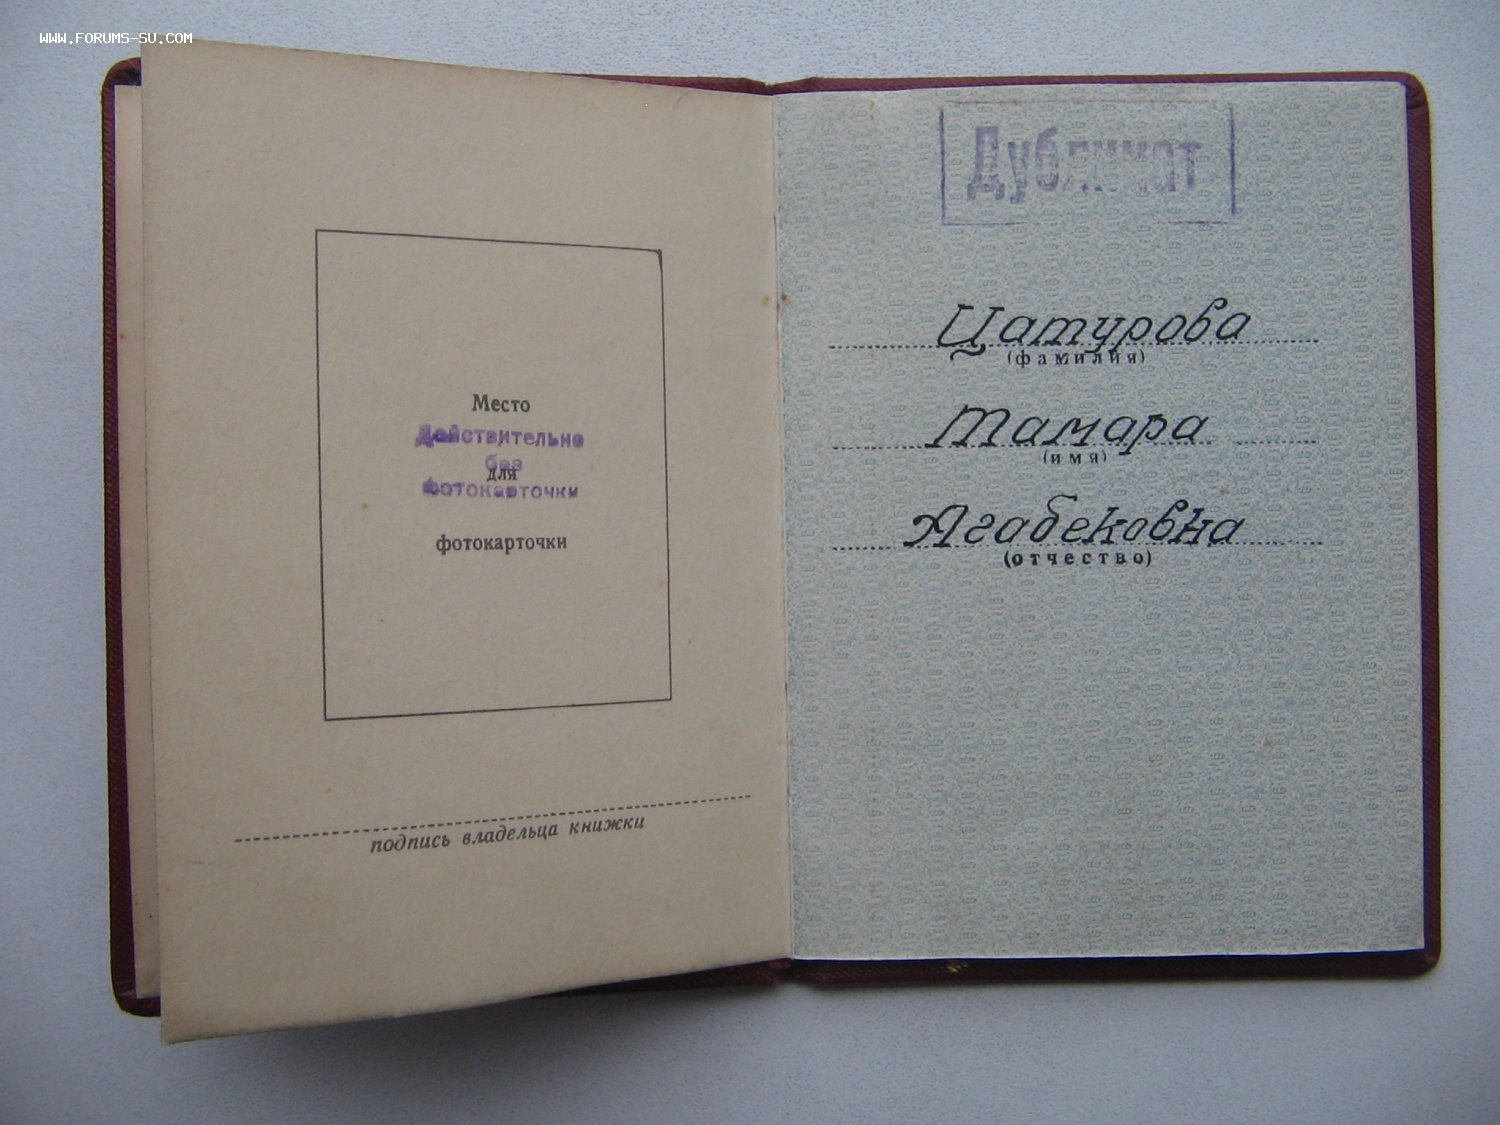 WWW.FORUMS-SU.COM
Место
Действительно
без
для
фотокарточки
фотокарточки
подпись владельца книжки
Дубликат
Цатурова
(фамилия)
Тамара
(имя)
Агабековна
(отчество)